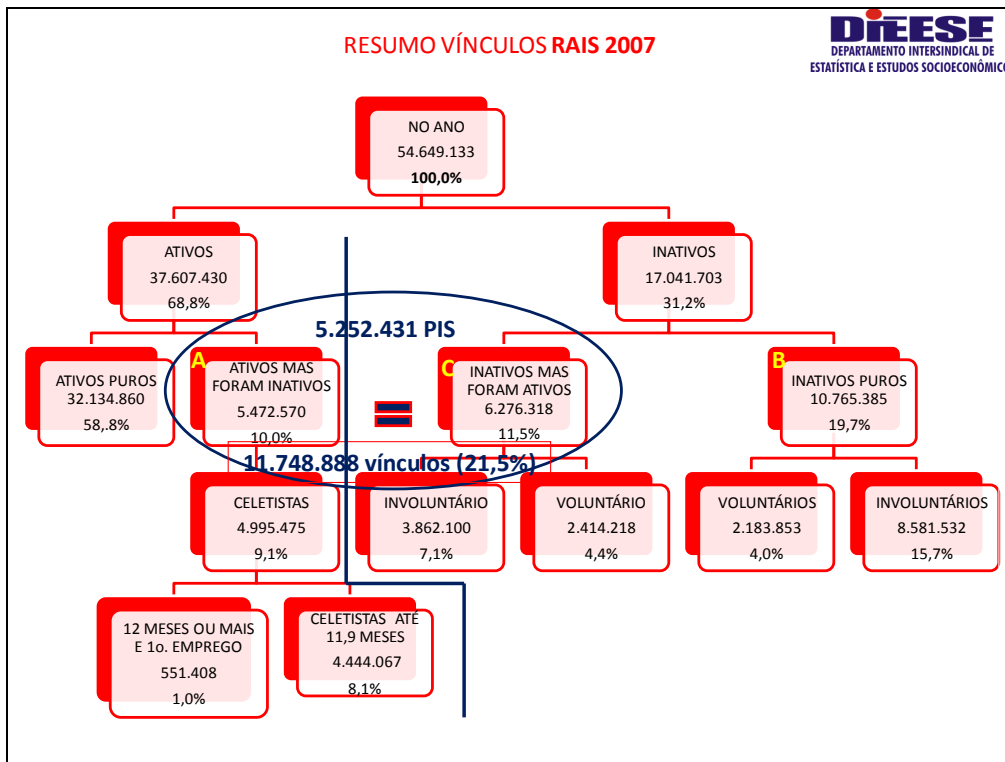 RESUMO VÍNCULOS RAIS 2007
DIEESE
DEPARTAMENTO INTERSINDICAL DE
ESTATÍSTICA E ESTUDOS SOCIOECONÔMICO
NO ANO
54.649.133
100,0%
ATIVOS
37.607.430
68,8%
INATIVOS
17.041.703
31,2%
5.252.431 PIS
ATIVOS PUROS
32.134.860
58,.8%
A
ATIVOS MAS
FORAM INATIVOS
5.472.570
10,0%
C
INATIVOS MAS
FORAM ATIVOS
6.276.318
11,5%
B
INATIVOS PUROS
10.765.385
19,7%
11.748.888 vínculos (21,5%)
CELETISTAS
4.995.475
9,1%
INVOLUNTÁRIO
3.862.100
7,1%
VOLUNTÁRIO
2.414.218
4,4%
VOLUNTÁRIOS
2.183.853
4,0%
INVOLUNTÁRIOS
8.581.532
15,7%
12 MESES OU MAIS
E 1o. EMPREGO
551.408
1,0%
CELETISTAS ATÉ
11,9 MESES
4.444.067
8,1%